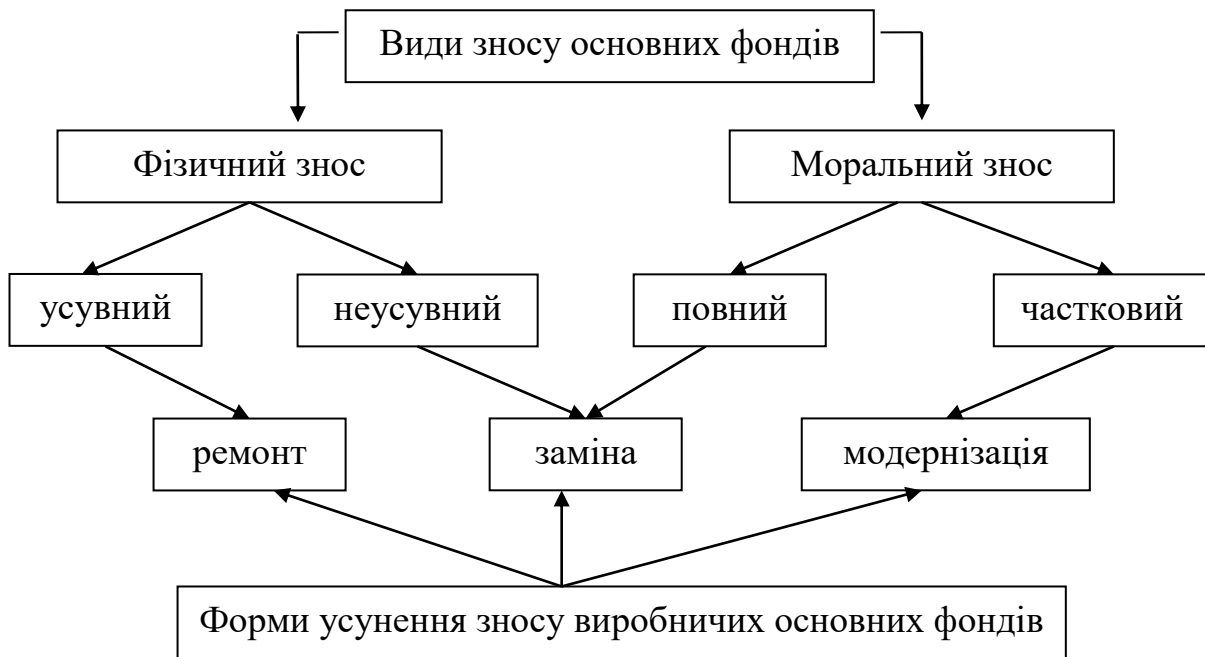 Види зносу основних фондів
Фізичний знос
Моральний знос
усувний
неусувний
повний
частковий
ремонт
заміна
модернізація
Форми усунення зносу виробничих основних фондів